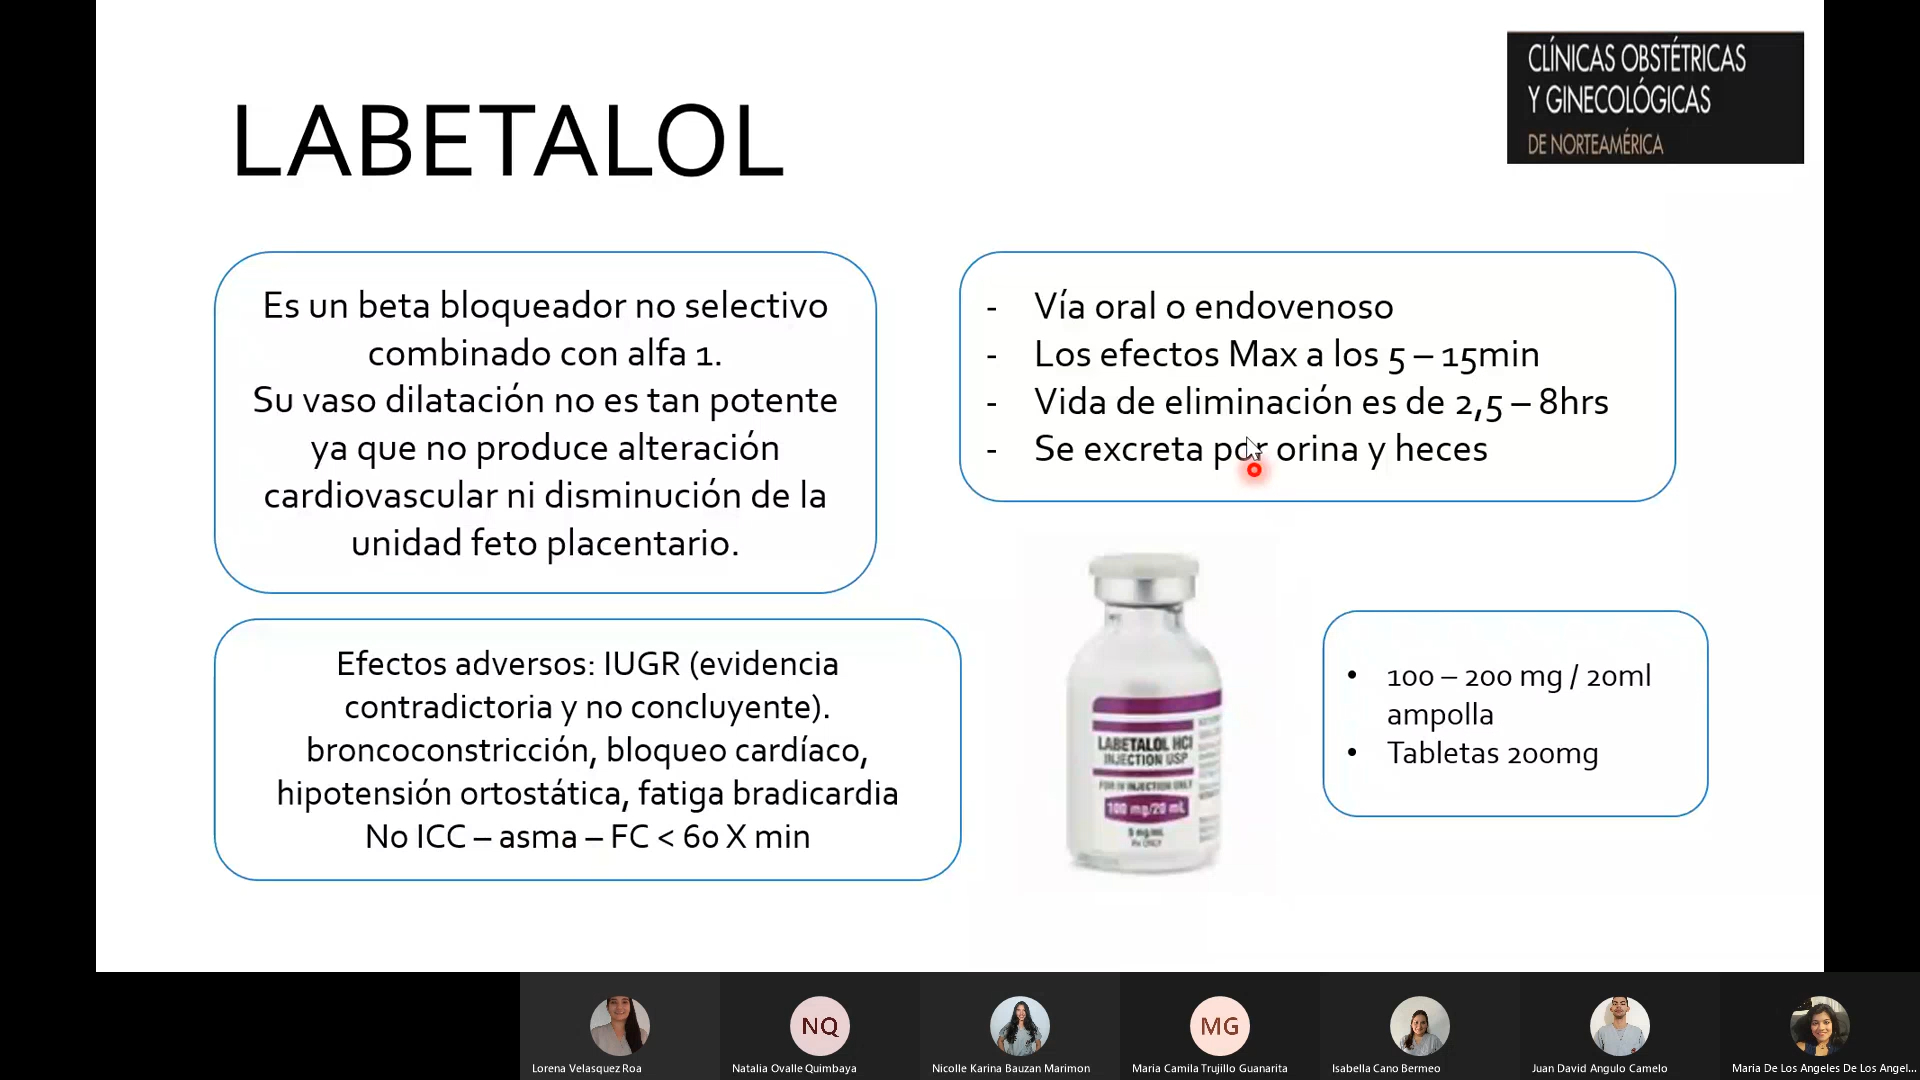 CLÍNICAS OBSTÉTRICAS
Y GINECOLÓGICAS
DE NORTEAMÉRICA
LABETALOL
Es un beta bloqueador no selectivo
combinado con alfa 1.
Su vaso dilatación no es tan potente
ya que no produce alteración
cardiovascular ni disminución de la
unidad feto placentario.
- Vía oral o endovenoso
- Los efectos Max a los 5 – 15min
- Vida de eliminación es de 2,5 – 8hrs
- Se excreta por orina y heces
Efectos adversos: IUGR (evidencia
contradictoria y no concluyente).
broncoconstricción, bloqueo cardíaco,
hipotensión ortostática, fatiga bradicardia
No ICC – asma – FC < 60 X min
LABETALOL HCl
INJECTION USP
FOR IV INJECTION ONLY
100 mg/20 mL
5 mg/mL
Rx ONLY
• 100 – 200 mg / 20ml
ampolla
• Tabletas 200mg
NQ
MG
Lorena Velasquez Roa
Natalia Ovalle Quimbaya
Nicolle Karina Bauzan Marimon
Maria Camila Trujillo Guanarita
Isabella Cano Bermeo
Juan David Angulo Camelo
Maria De Los Angeles De Los Angel...